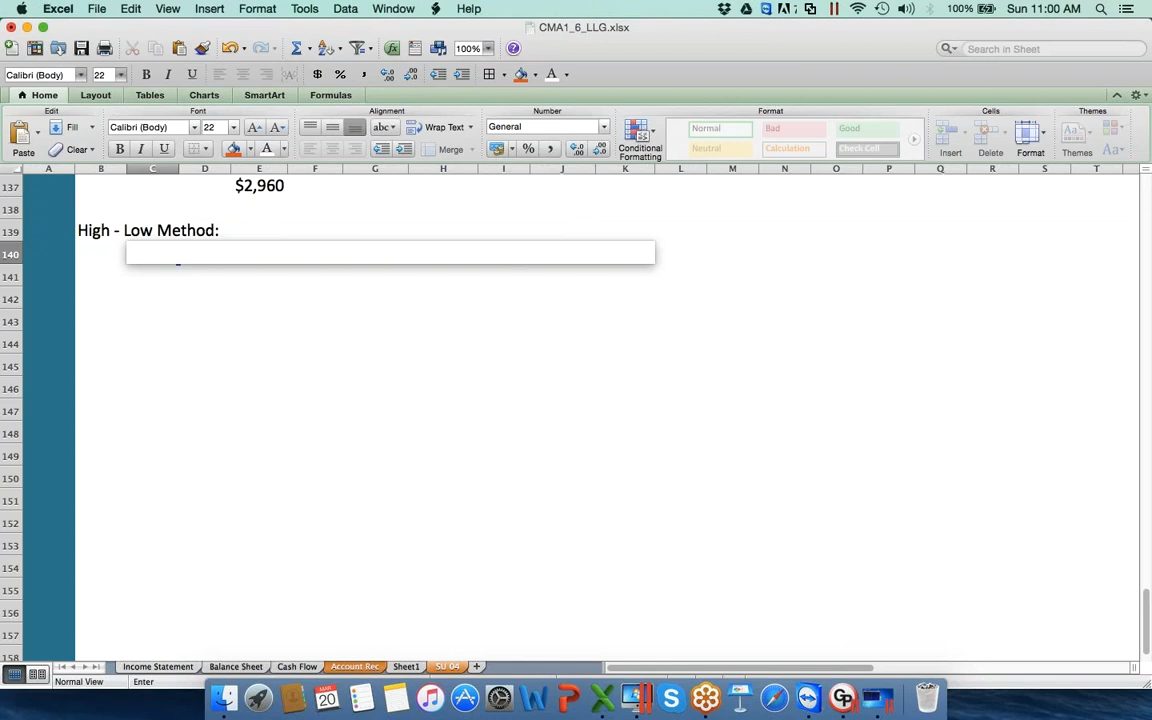 Excel File Edit View Insert Format Tools Data Window Help 100% Sun 11:00 AM
CMA1_6_LLG.xlsx
100% Search in Sheet
Calibri (Body) 22 B I U $ %
Home Layout Tables Charts SmartArt Formulas
Edit Font Alignment Number Format Cells Themes
Fill Calibri (Body) 22 abc Wrap Text General Normal Bad Good
Paste Clear B I U A Merge % Conditional Formatting Neutral Calculation Check Cell Insert Delete Format Themes Aa
A B C D E F G H I J K L M N O P Q R S T
137 $2,960
138
139 High - Low Method:
140
141
142
143
144
145
146
147
148
149
150
151
152
153
154
155
156
157
158
Income Statement Balance Sheet Cash Flow Account Rec Sheet1 SU 04
Normal View Enter